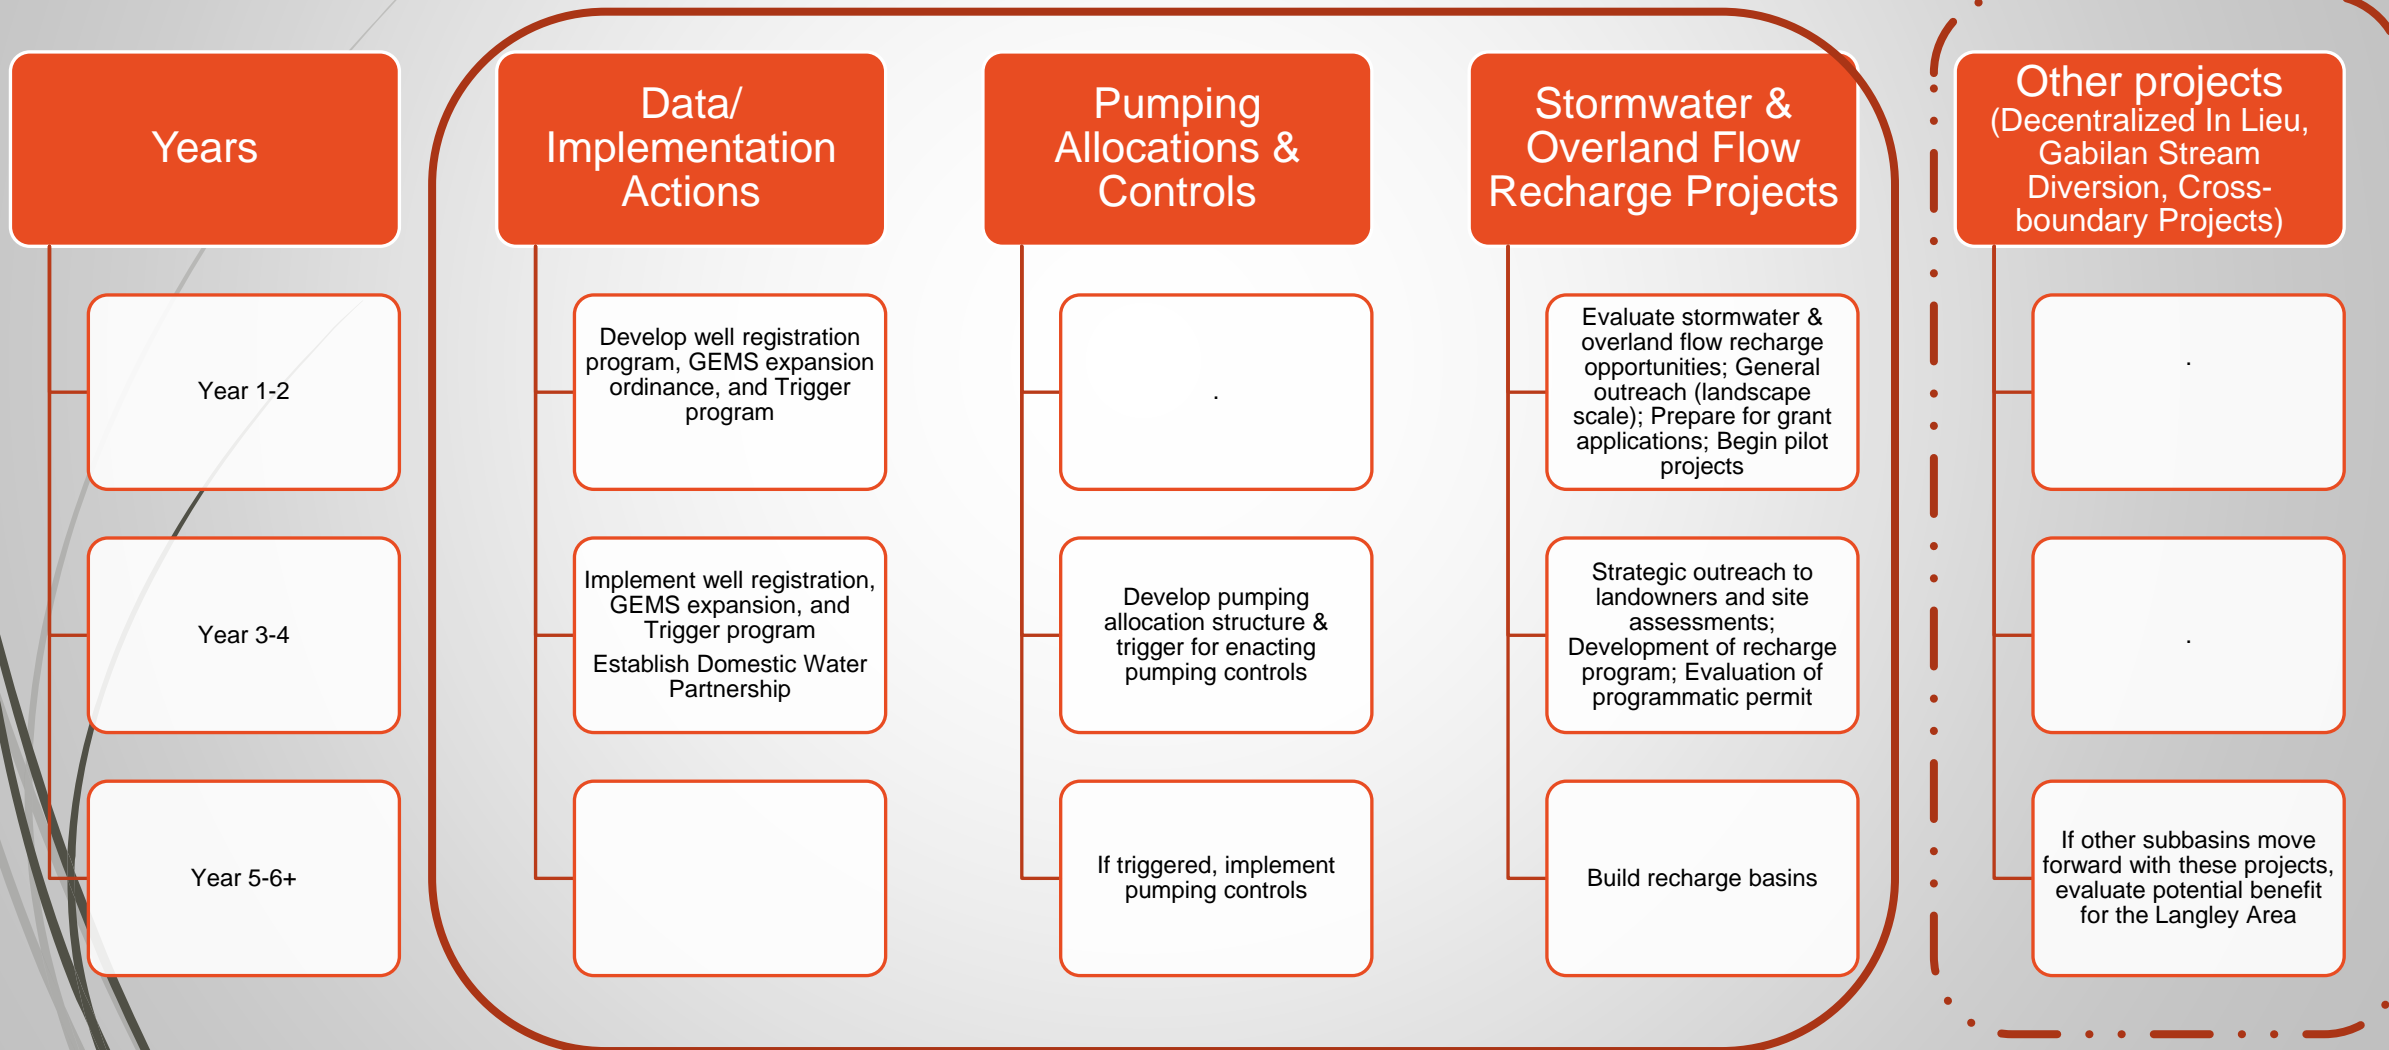 Years
Year 1-2
Year 3-4
Year 5-6+
Data/
Implementation
Actions
Develop well registration
program, GEMS expansion
ordinance, and Trigger
program
Implement well registration,
GEMS expansion, and
Trigger program
Establish Domestic Water
Partnership
Pumping
Allocations &
Controls
.
Develop pumping
allocation structure &
trigger for enacting
pumping controls
If triggered, implement
pumping controls
Stormwater &
Overland Flow
Recharge Projects
Evaluate stormwater &
overland flow recharge
opportunities; General
outreach (landscape
scale); Prepare for grant
applications; Begin pilot
projects
Strategic outreach to
landowners and site
assessments;
Development of recharge
program; Evaluation of
programmatic permit
Build recharge basins
Other projects
(Decentralized In Lieu,
Gabilan Stream
Diversion, Cross-
boundary Projects)
.
.
If other subbasins move
forward with these projects,
evaluate potential benefit
for the Langley Area